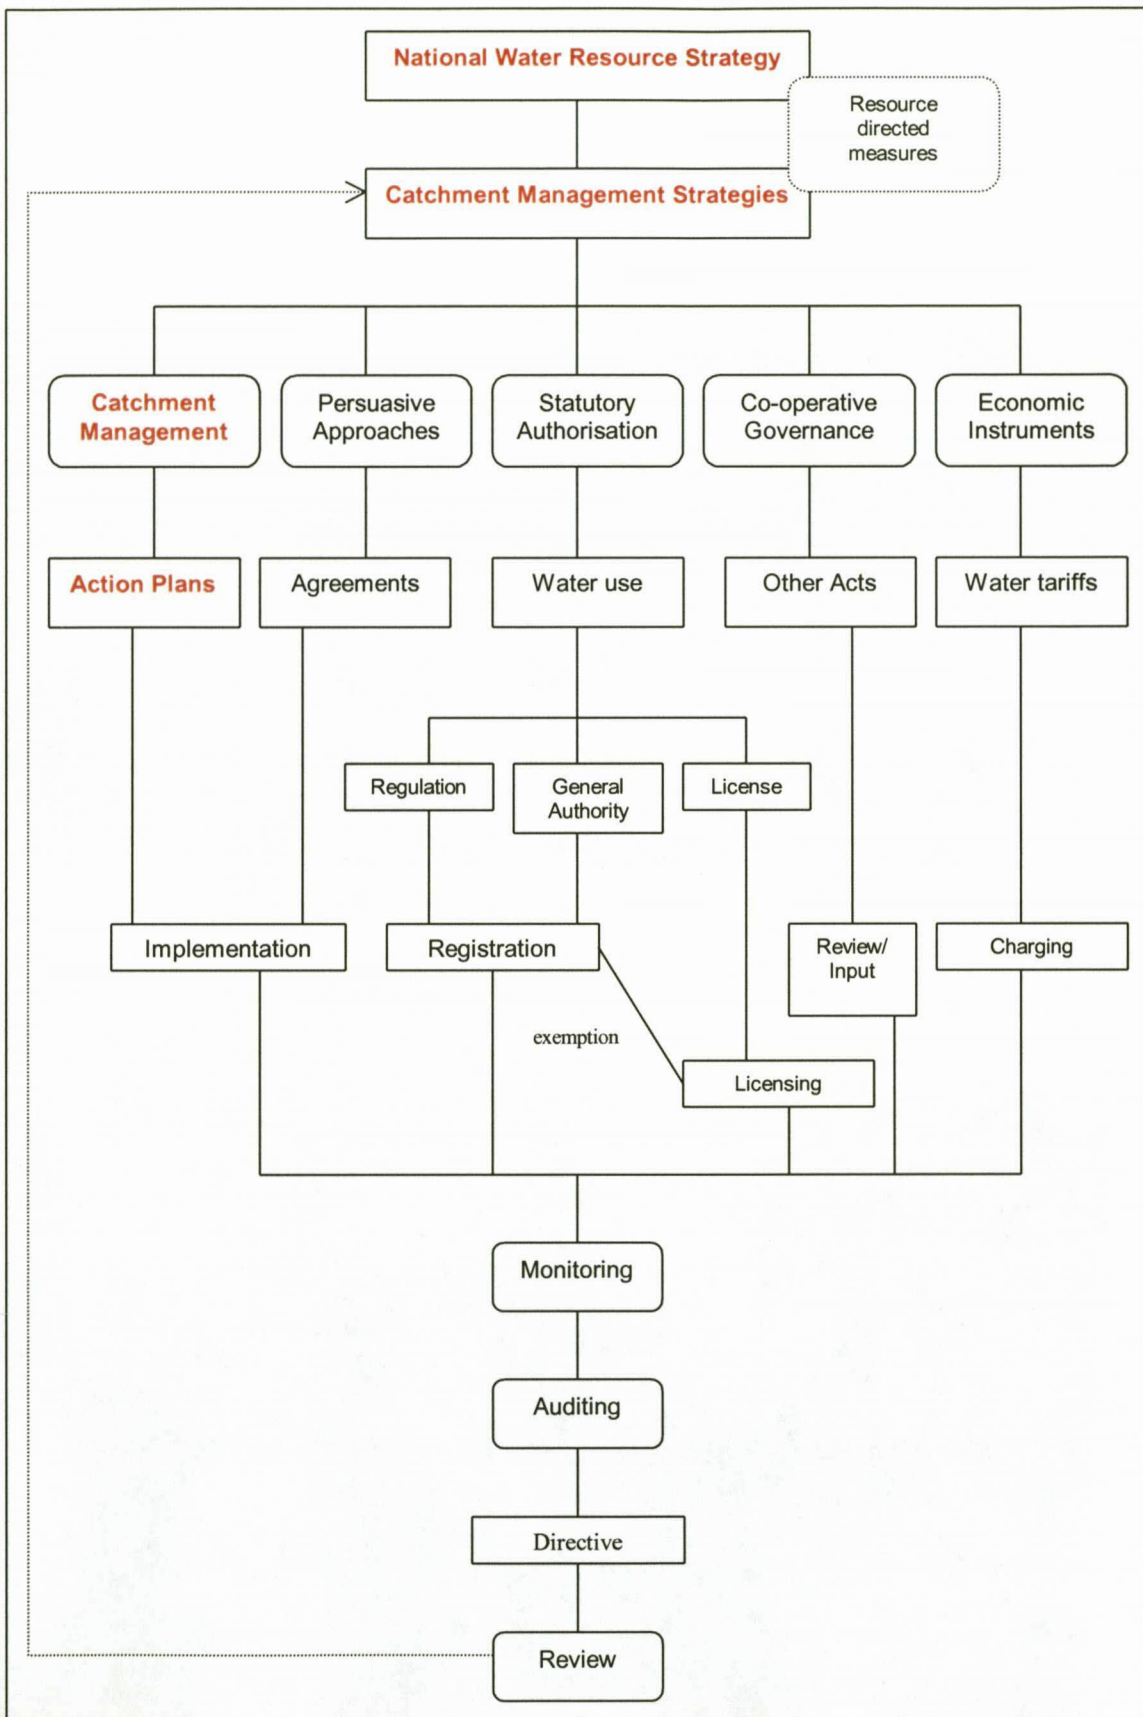 National Water Resource Strategy
Resource
directed
measures
Catchment Management Strategies
Catchment
Management
Persuasive
Approaches
Statutory
Authorisation
Co-operative
Governance
Economic
Instruments
Action Plans
Agreements
Water use
Other Acts
Water tariffs
Regulation
General
Authority
License
Implementation
Registration
Review/
Input
Charging
exemption
Licensing
Monitoring
Auditing
Directive
Review